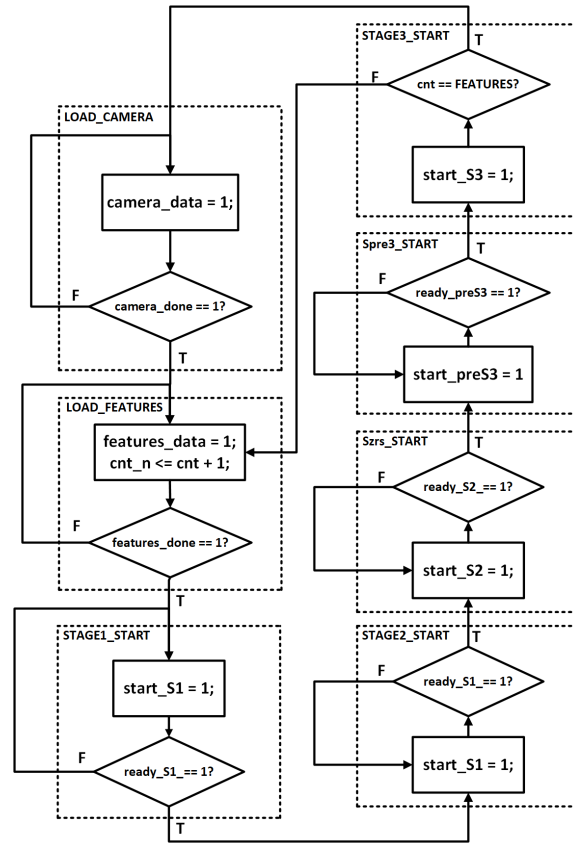 LOAD_CAMERA
camera_data = 1;
camera_done == 1?
F
T
LOAD_FEATURES
features_data = 1;
cnt_n <= cnt + 1;
features_done == 1?
F
T
STAGE1_START
start_S1 = 1;
ready_S1_== 1?
F
T
STAGE3_START
T
F
cnt == FEATURES?
start_S3 = 1;
Spre3_START
T
F
ready_preS3 == 1?
start_preS3 = 1
Szrs_START
T
F
ready_S2_== 1?
start_S2 = 1;
STAGE2_START
T
F
ready_S1_== 1?
start_S1 = 1;